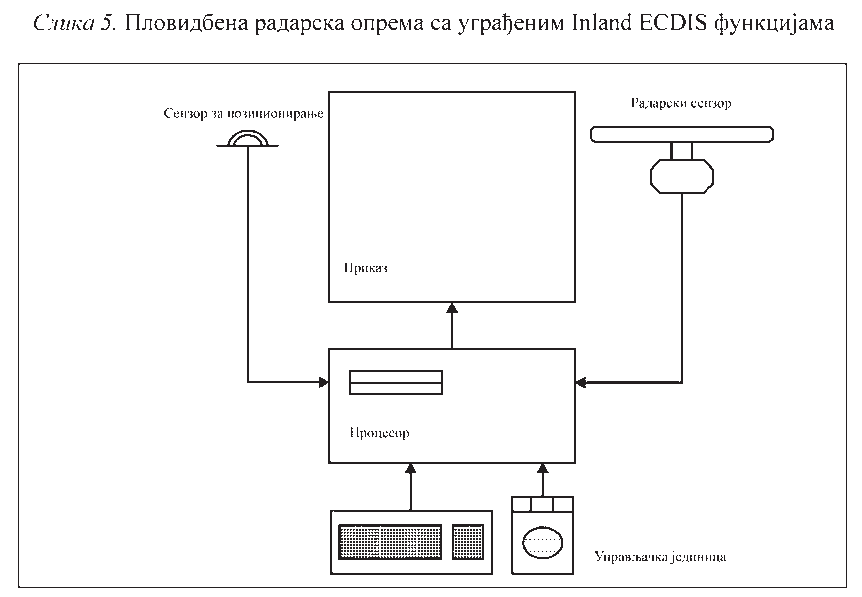 Слика 5. Пловидбена радарска опрема са уграђеним Inland ECDIS функцијама
Сензор за позиционирање
Радарски сензор
Приказ
Процесор
Управљачка јединица